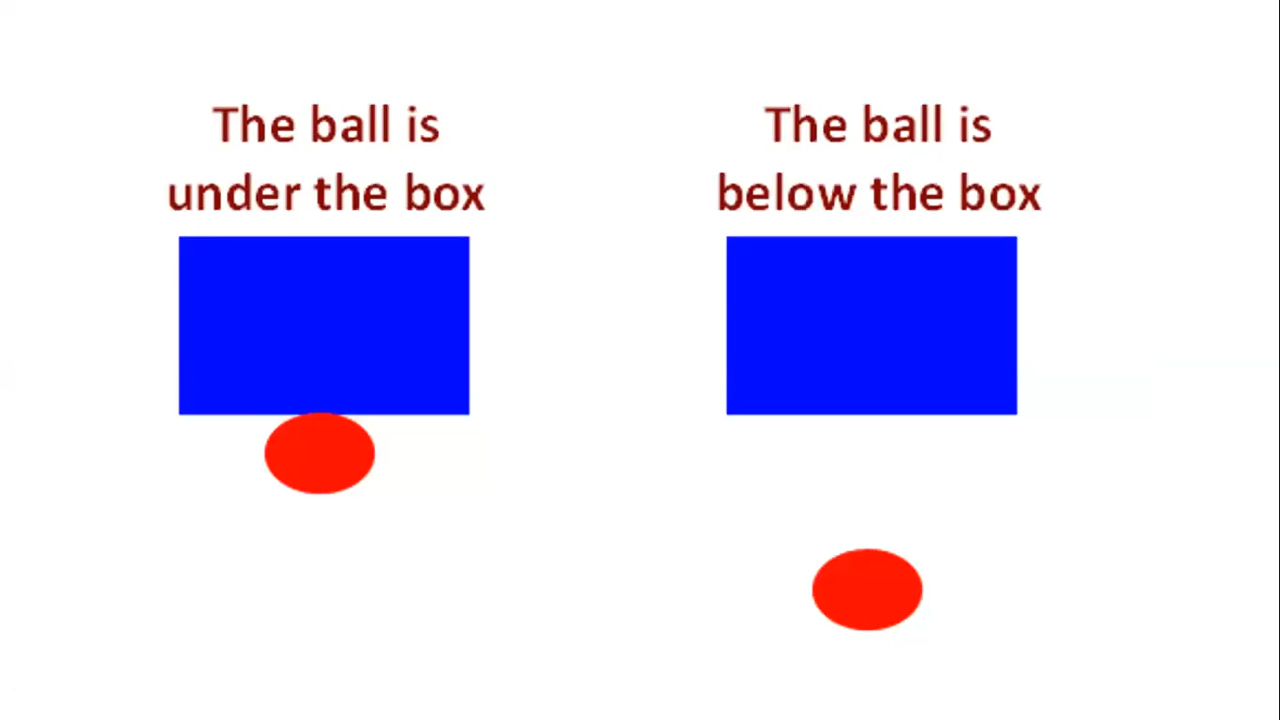 The ball is
under the box
The ball is
below the box